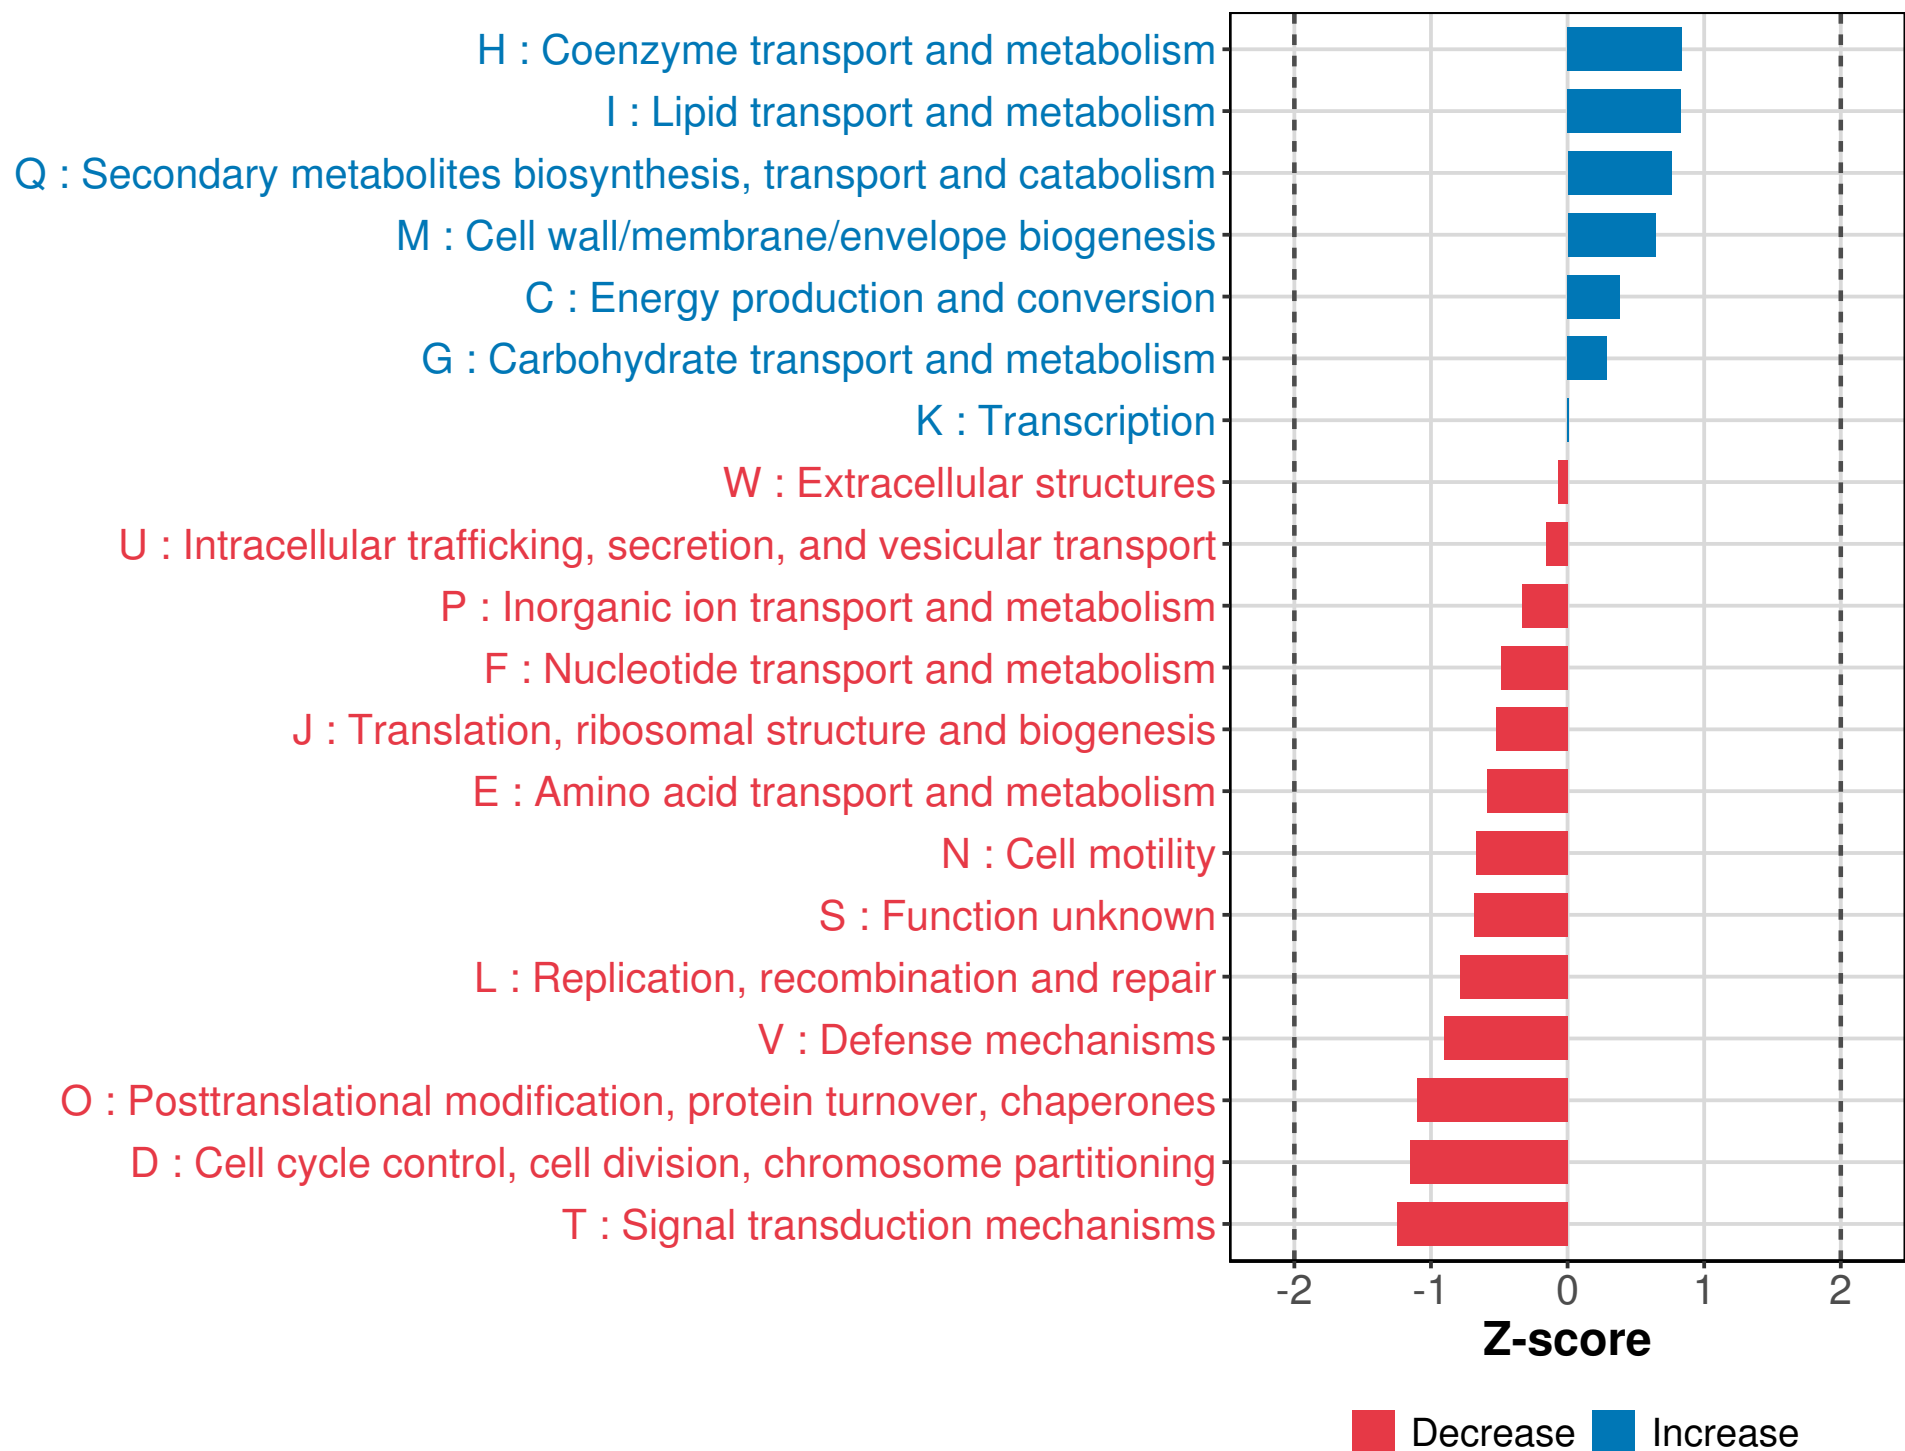 H : Coenzyme transport and metabolism
I : Lipid transport and metabolism
Q : Secondary metabolites biosynthesis, transport and catabolism
M : Cell wall/membrane/envelope biogenesis
C : Energy production and conversion
G : Carbohydrate transport and metabolism
K : Transcription
W : Extracellular structures
U : Intracellular trafficking, secretion, and vesicular transport
P : Inorganic ion transport and metabolism
F : Nucleotide transport and metabolism
J : Translation, ribosomal structure and biogenesis
E : Amino acid transport and metabolism
N : Cell motility
S : Function unknown
L : Replication, recombination and repair
V : Defense mechanisms
O : Posttranslational modification, protein turnover, chaperones
D : Cell cycle control, cell division, chromosome partitioning
T : Signal transduction mechanisms
-2 -1 0 1 2
Z-score
Decrease Increase